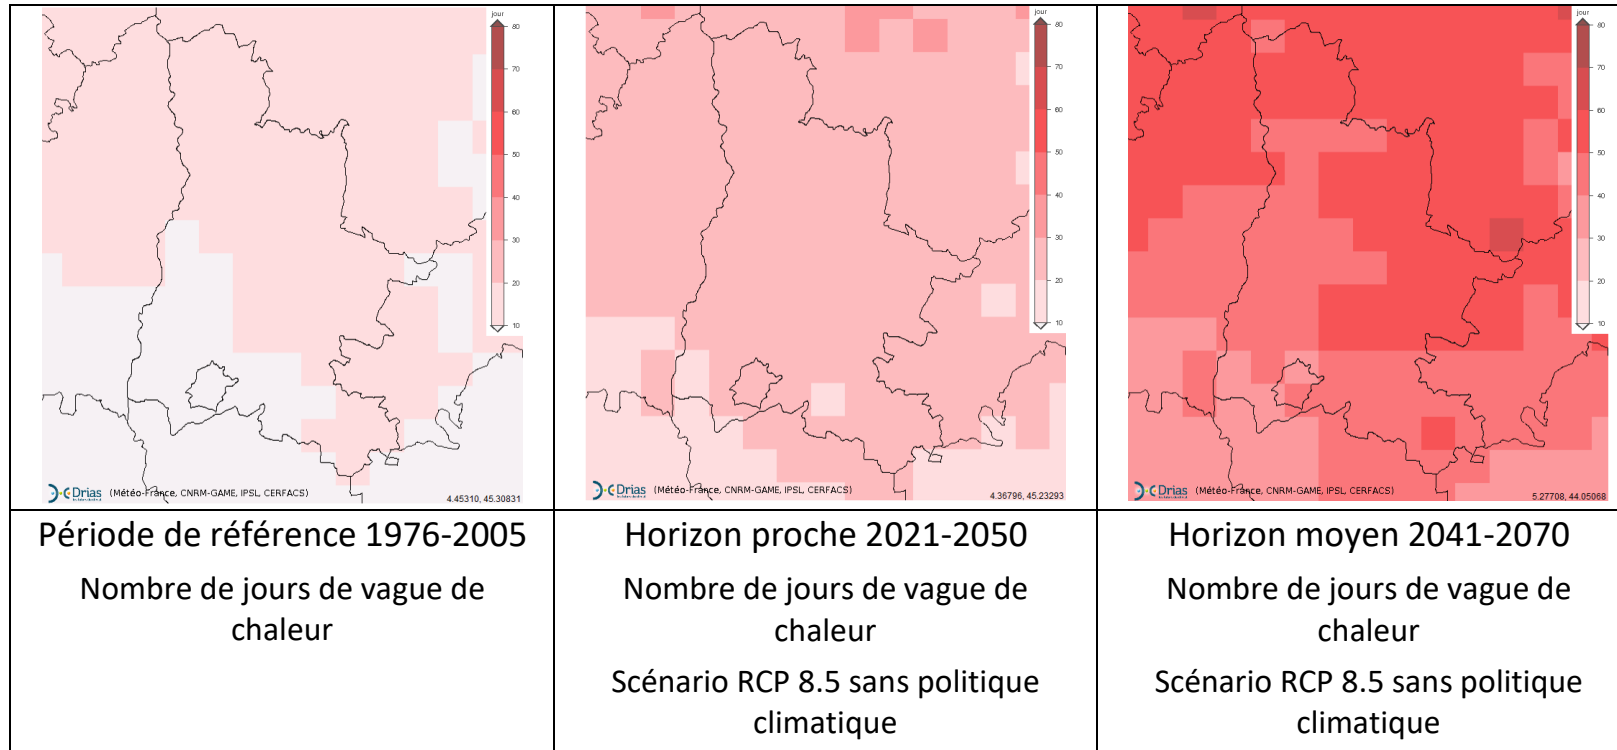 jour
80
70
60
50
40
30
20
10
Drias
(Météo-France, CNRM-GAME, IPSL, CERFACS)
4.45310, 45.30831
jour
80
70
60
50
40
30
20
10
Drias
(Météo-France, CNRM-GAME, IPSL, CERFACS)
4.36796, 45.23293
jour
80
70
60
50
40
30
20
10
Drias
(Météo-France, CNRM-GAME, IPSL, CERFACS)
5.27708, 44.05068
Période de référence 1976-2005
Nombre de jours de vague de
chaleur
Horizon proche 2021-2050
Nombre de jours de vague de
chaleur
Scénario RCP 8.5 sans politique
climatique
Horizon moyen 2041-2070
Nombre de jours de vague de
chaleur
Scénario RCP 8.5 sans politique
climatique